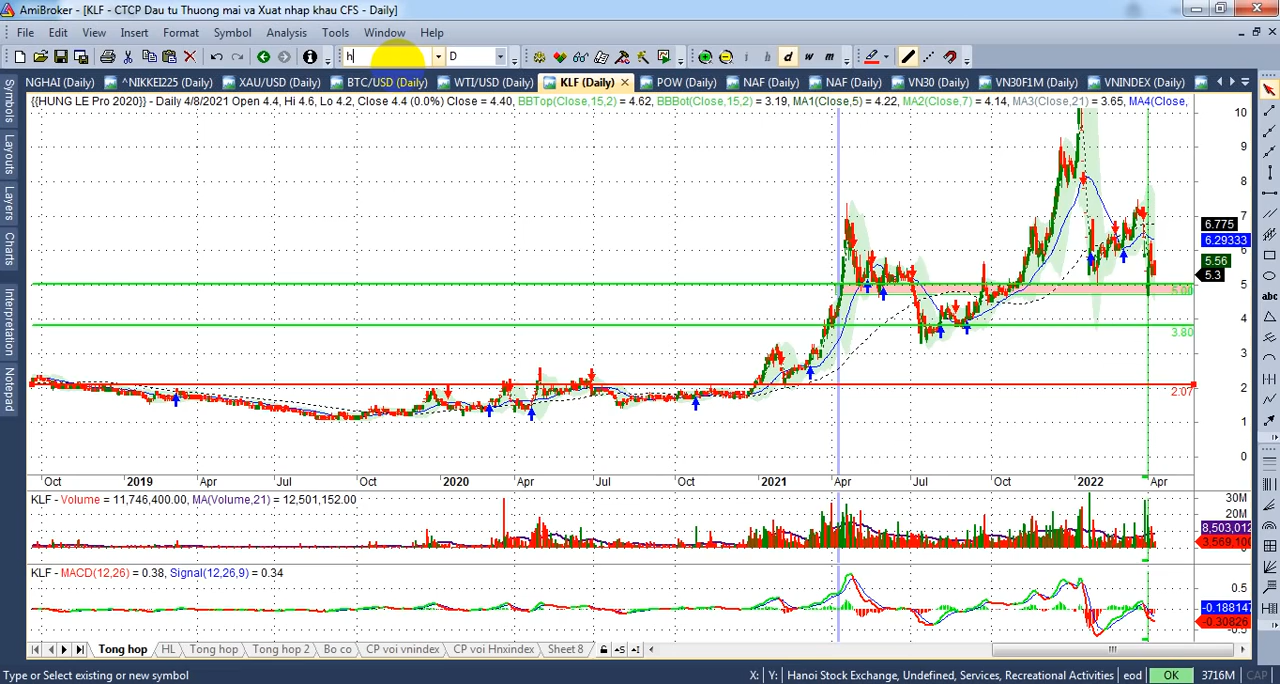 AmiBroker - [KLF - CTCP Dau tu Thuong mai va Xuat nhap khau CFS - Daily]
File Edit View Insert Format Symbol Analysis Tools Window Help
h D i h d w m
NGHAI (Daily) ^NIKKEI225 (Daily) XAU/USD (Daily) BTC/USD (Daily) WTI/USD (Daily) KLF (Daily) POW (Daily) NAF (Daily) NAF (Daily) VN30 (Daily) VN30F1M (Daily) VNINDEX (Daily)
{{HUNG LE Pro 2020}} - Daily 4/8/2021 Open 4.4, Hi 4.6, Lo 4.2, Close 4.4 (0.0%) Close = 4.40, BBTop(Close,15,2) = 4.62, BBBot(Close,15,2) = 3.19, MA1(Close,5) = 4.22, MA2(Close,7) = 4.14, MA3(Close,21) = 3.65, MA4(Close,
Symbols
Layouts
Layers
Charts
Interpretation
Notepad
abc
10
9
8
7
6.775
6.29333
6
5.56
5.3
5
5.00
4
3.80
3
2
2.07
1
0
Oct 2019 Apr Jul Oct 2020 Apr Jul Oct 2021 Apr Jul Oct 2022 Apr
KLF - Volume = 11,746,400.00, MA(Volume,21) = 12,501,152.00
30M
20M
8,503,012
3,569,100
KLF - MACD(12,26) = 0.38, Signal(12,26,9) = 0.34
0.5
-0.188147
-0.30826
Tong hop HL Tong hop Tong hop 2 Bo co CP voi vnindex CP voi Hnxindex Sheet 8
Type or Select existing or new symbol X: Y: Hanoi Stock Exchange, Undefined, Services, Recreational Activities eod OK 3716M CAP